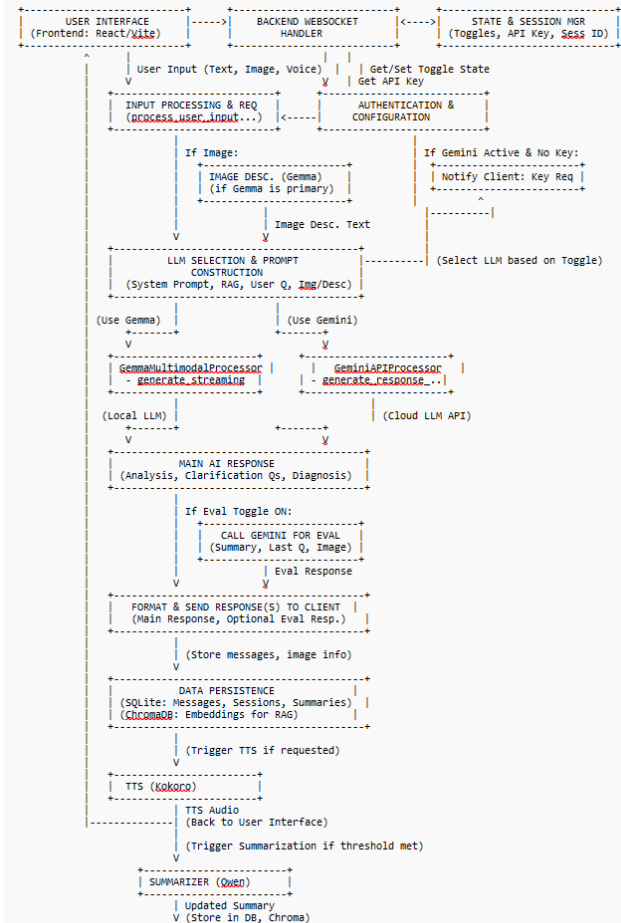 USER INTERFACE ----> BACKEND WEBSOCKET <----> STATE & SESSION MGR
(Frontend: React/Vite) HANDLER (Toggles, API Key, Sess ID)
User Input (Text, Image, Voice) Get/Set Toggle State
V V Get API Key
INPUT PROCESSING & REQ AUTHENTICATION &
(process_user_input...) <---- CONFIGURATION
If Image: If Gemini Active & No Key:
IMAGE DESC. (Gemma) Notify Client: Key Req
(if Gemma is primary)
Image Desc. Text
V V
LLM SELECTION & PROMPT
CONSTRUCTION (Select LLM based on Toggle)
(System Prompt, RAG, User Q, Img/Desc)
(Use Gemma) (Use Gemini)
V V
GemmaMultimodalProcessor GeminiAPIProcessor
- generate_streaming - generate_response_..
(Local LLM) (Cloud LLM API)
V V
MAIN AI RESPONSE
(Analysis, Clarification Qs, Diagnosis)
If Eval Toggle ON:
CALL GEMINI FOR EVAL
(Summary, Last Q, Image)
Eval Response
V V
FORMAT & SEND RESPONSE(S) TO CLIENT
(Main Response, Optional Eval Resp.)
(Store messages, image info)
V
DATA PERSISTENCE
(SQLite: Messages, Sessions, Summaries)
(ChromaDB: Embeddings for RAG)
(Trigger TTS if requested)
V
TTS (Kokoro)
TTS Audio
(Back to User Interface)
(Trigger Summarization if threshold met)
V
SUMMARIZER (Qwen)
Updated Summary
V (Store in DB, Chroma)